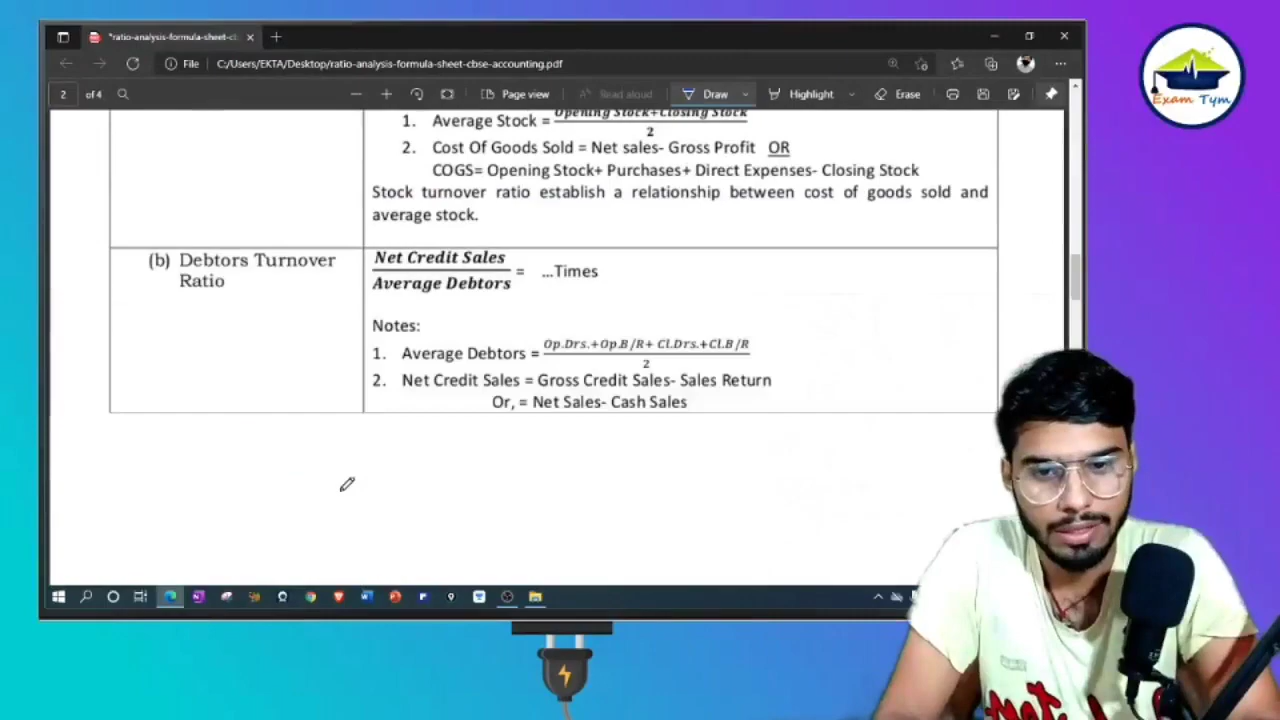 *ratio-analysis-formula-sheet-cb
File C:/Users/EKTA/Desktop/ratio-analysis-formula-sheet-cbse-accounting.pdf
2 of 4 Page view Read aloud Draw Highlight Erase
Exam Tym
1. Average Stock = Opening Stock+Closing Stock
2
2. Cost Of Goods Sold = Net sales- Gross Profit OR
COGS= Opening Stock+ Purchases+ Direct Expenses- Closing Stock
Stock turnover ratio establish a relationship between cost of goods sold and
average stock.
(b) Debtors Turnover
Ratio
Net Credit Sales
Average Debtors
= ...Times
Notes:
1. Average Debtors = Op.Drs.+Op.B/R+ Cl.Drs.+Cl.B/R
2
2. Net Credit Sales = Gross Credit Sales- Sales Return
Or, = Net Sales- Cash Sales